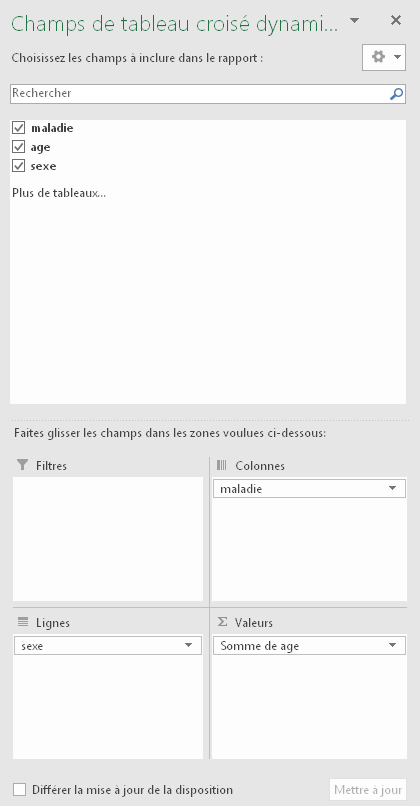 Champs de tableau croisé dynami...
Choisissez les champs à inclure dans le rapport :
Rechercher
maladie
age
sexe
Plus de tableaux...
Faites glisser les champs dans les zones voulues ci-dessous:
Filtres
Colonnes
maladie
Lignes
Valeurs
sexe
Somme de age
Différer la mise à jour de la disposition
Mettre à jour